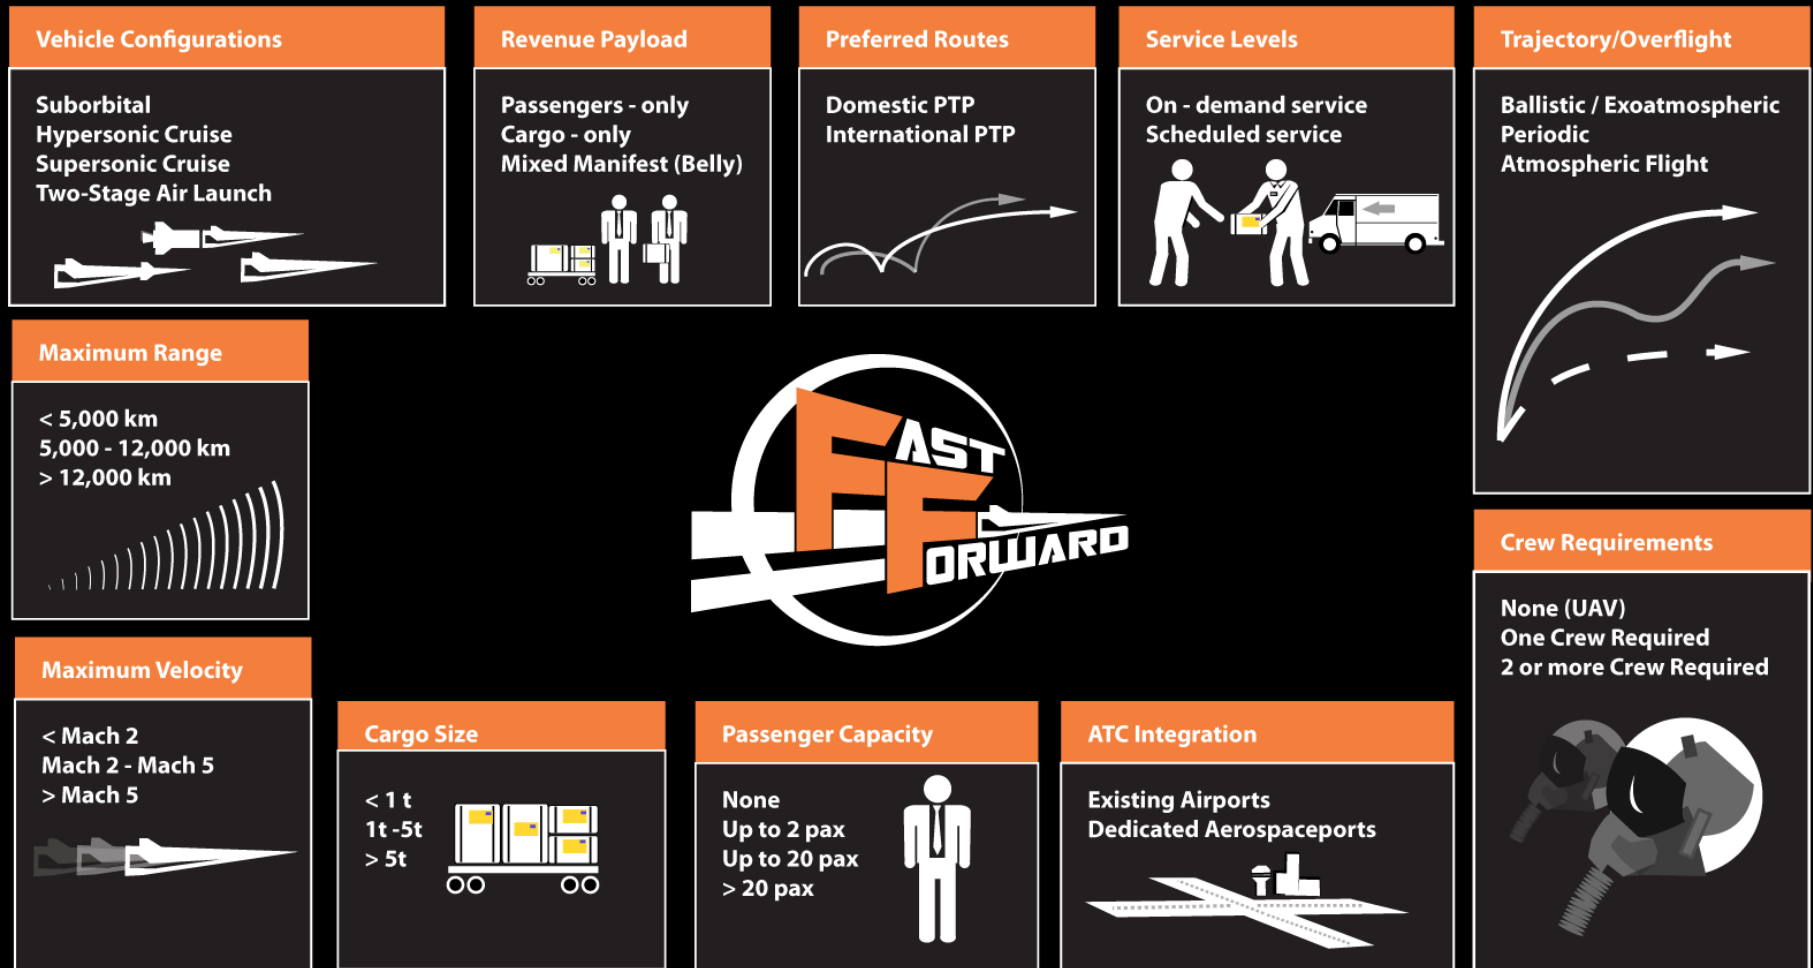 Vehicle Configurations
Suborbital
Hypersonic Cruise
Supersonic Cruise
Two-Stage Air Launch
Revenue Payload
Passengers - only
Cargo - only
Mixed Manifest (Belly)
Preferred Routes
Domestic PTP
International PTP
Service Levels
On - demand service
Scheduled service
Trajectory/Overflight
Ballistic / Exoatmospheric
Periodic
Atmospheric Flight
Maximum Range
< 5,000 km
5,000 - 12,000 km
> 12,000 km
FAST
FORWARD
Crew Requirements
None (UAV)
One Crew Required
2 or more Crew Required
Maximum Velocity
< Mach 2
Mach 2 - Mach 5
> Mach 5
Cargo Size
< 1 t
1t -5t
> 5t
Passenger Capacity
None
Up to 2 pax
Up to 20 pax
> 20 pax
ATC Integration
Existing Airports
Dedicated Aerospaceports